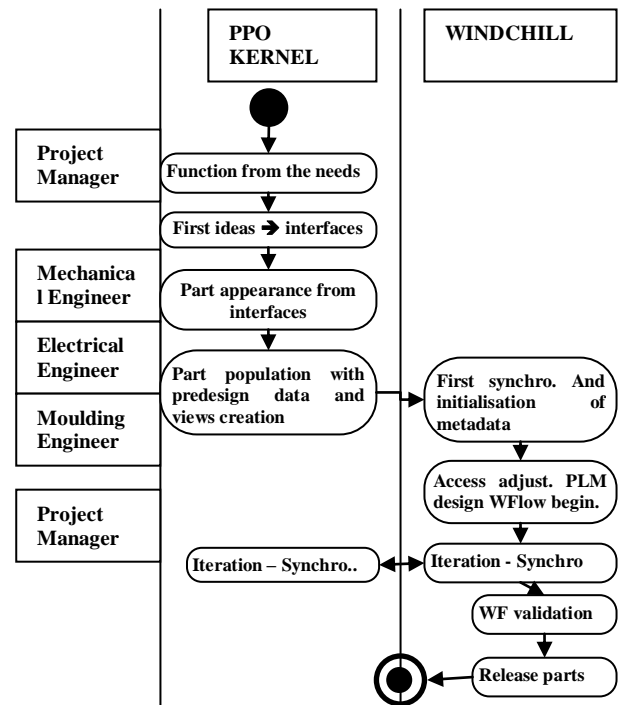 PPO
KERNEL
WINDCHILL
Project
Manager
Function from the needs
First ideas ➔ interfaces
Mechanica
l Engineer
Part appearance from
interfaces
Electrical
Engineer
Part population with
predesign data and
views creation
First synchro. And
initialisation of
metadata
Moulding
Engineer
Access adjust. PLM
design WFlow begin.
Project
Manager
Iteration – Synchro..
Iteration - Synchro
WF validation
Release parts